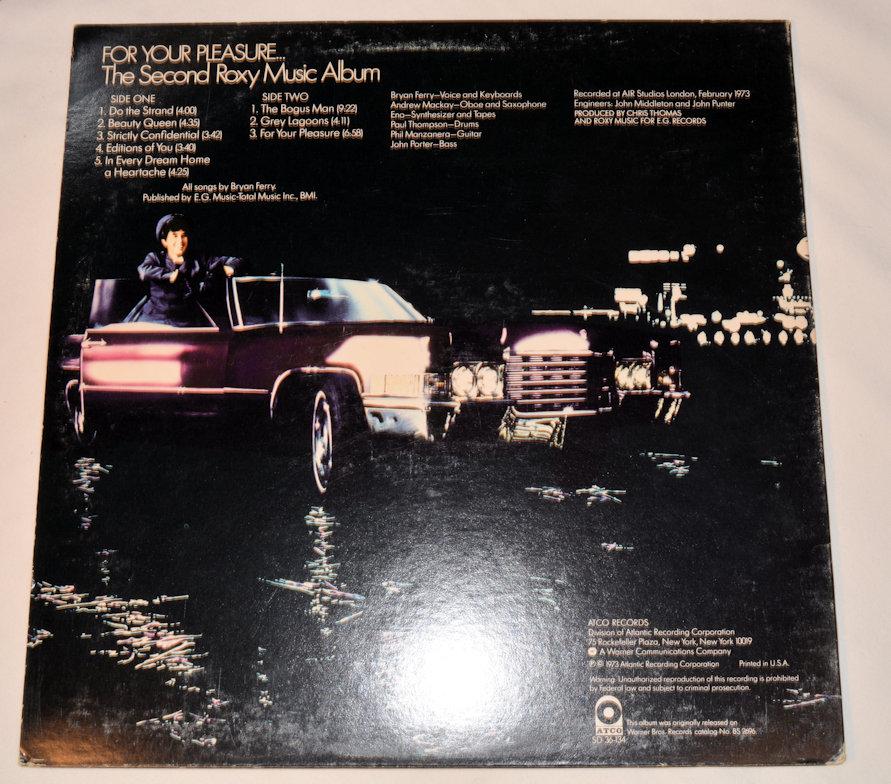 FOR YOUR PLEASURE...
The Second Roxy Music Album
SIDE ONE
1. Do the Strand (4:00)
2. Beauty Queen (4:35)
3. Strictly Confidential (3:42)
4. Editions of You (3:40)
5. In Every Dream Home
a Heartache (4:25)
SIDE TWO
1. The Bogus Man (9:22)
2. Grey Lagoons (4:11)
3. For Your Pleasure (6:58)
All songs by Bryan Ferry.
Published by E.G. Music-Total Music Inc., BMI.
Bryan Ferry—Voice and Keyboards
Andrew Mackay—Oboe and Saxophone
Eno—Synthesizer and Tapes
Paul Thompson—Drums
Phil Manzanera—Guitar
John Porter—Bass
Recorded at AIR Studios London, February 1973
Engineers: John Middleton and John Punter
PRODUCED BY CHRIS THOMAS
AND ROXY MUSIC FOR E.G. RECORDS
ATCO RECORDS
Division of Atlantic Recording Corporation
75 Rockefeller Plaza, New York, New York 10019
A Warner Communications Company
℗ © 1973 Atlantic Recording Corporation Printed in U.S.A.
Warning: Unauthorized reproduction of this recording is prohibited
by Federal law and subject to criminal prosecution.
ATCO
SD 36-134
This album was originally released on
Warner Bros. Records catalog No. BS 2696